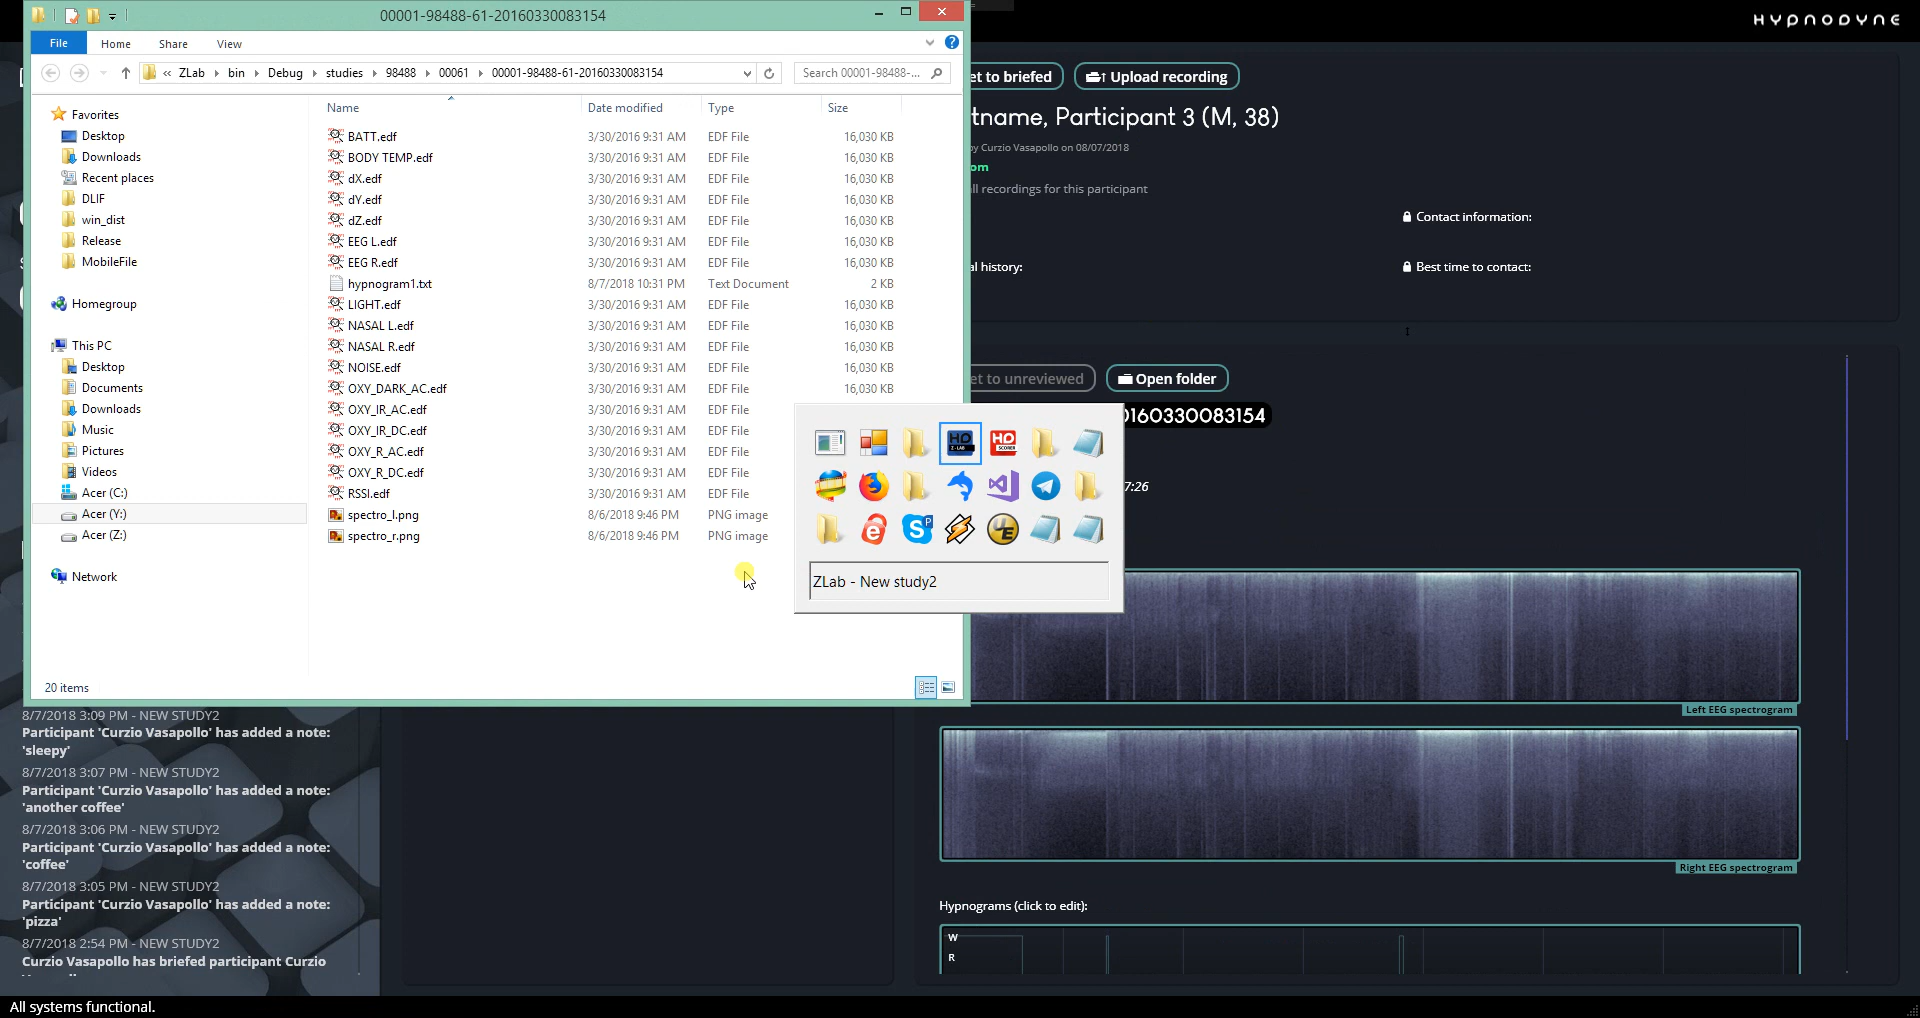 00001-98488-61-20160330083154
HYPNODYNE
File
Home
Share
View
« ZLab bin Debug studies 98488 00061 00001-98488-61-20160330083154
Search 00001-98488-...
Favorites
Desktop
Downloads
Recent places
DLIF
win_dist
Release
MobileFile
Homegroup
This PC
Desktop
Documents
Downloads
Music
Pictures
Videos
Acer (C:)
Acer (Y:)
Acer (Z:)
Network
Name Date modified Type Size
BATT.edf 3/30/2016 9:31 AM EDF File 16,030 KB
BODY TEMP.edf 3/30/2016 9:31 AM EDF File 16,030 KB
dX.edf 3/30/2016 9:31 AM EDF File 16,030 KB
dY.edf 3/30/2016 9:31 AM EDF File 16,030 KB
dZ.edf 3/30/2016 9:31 AM EDF File 16,030 KB
EEG L.edf 3/30/2016 9:31 AM EDF File 16,030 KB
EEG R.edf 3/30/2016 9:31 AM EDF File 16,030 KB
hypnogram1.txt 8/7/2018 10:31 PM Text Document 2 KB
LIGHT.edf 3/30/2016 9:31 AM EDF File 16,030 KB
NASAL L.edf 3/30/2016 9:31 AM EDF File 16,030 KB
NASAL R.edf 3/30/2016 9:31 AM EDF File 16,030 KB
NOISE.edf 3/30/2016 9:31 AM EDF File 16,030 KB
OXY_DARK_AC.edf 3/30/2016 9:31 AM EDF File 16,030 KB
OXY_IR_AC.edf 3/30/2016 9:31 AM EDF File
OXY_IR_DC.edf 3/30/2016 9:31 AM EDF File
OXY_R_AC.edf 3/30/2016 9:31 AM EDF File
OXY_R_DC.edf 3/30/2016 9:31 AM EDF File
RSSI.edf 3/30/2016 9:31 AM EDF File
spectro_l.png 8/6/2018 9:46 PM PNG image
spectro_r.png 8/6/2018 9:46 PM PNG image
20 items
HD Z-LAB
HD SCORER
ZLab - New study2
et to briefed
Upload recording
tname, Participant 3 (M, 38)
by Curzio Vasapollo on 08/07/2018
om
ll recordings for this participant
Contact information:
al history:
Best time to contact:
et to unreviewed
Open folder
0160330083154
7:26
Left EEG spectrogram
Right EEG spectrogram
Hypnograms (click to edit):
W
R
8/7/2018 3:09 PM - NEW STUDY2
Participant 'Curzio Vasapollo' has added a note:
'sleepy'
8/7/2018 3:07 PM - NEW STUDY2
Participant 'Curzio Vasapollo' has added a note:
'another coffee'
8/7/2018 3:06 PM - NEW STUDY2
Participant 'Curzio Vasapollo' has added a note:
'coffee'
8/7/2018 3:05 PM - NEW STUDY2
Participant 'Curzio Vasapollo' has added a note:
'pizza'
8/7/2018 2:54 PM - NEW STUDY2
Curzio Vasapollo has briefed participant Curzio
All systems functional.